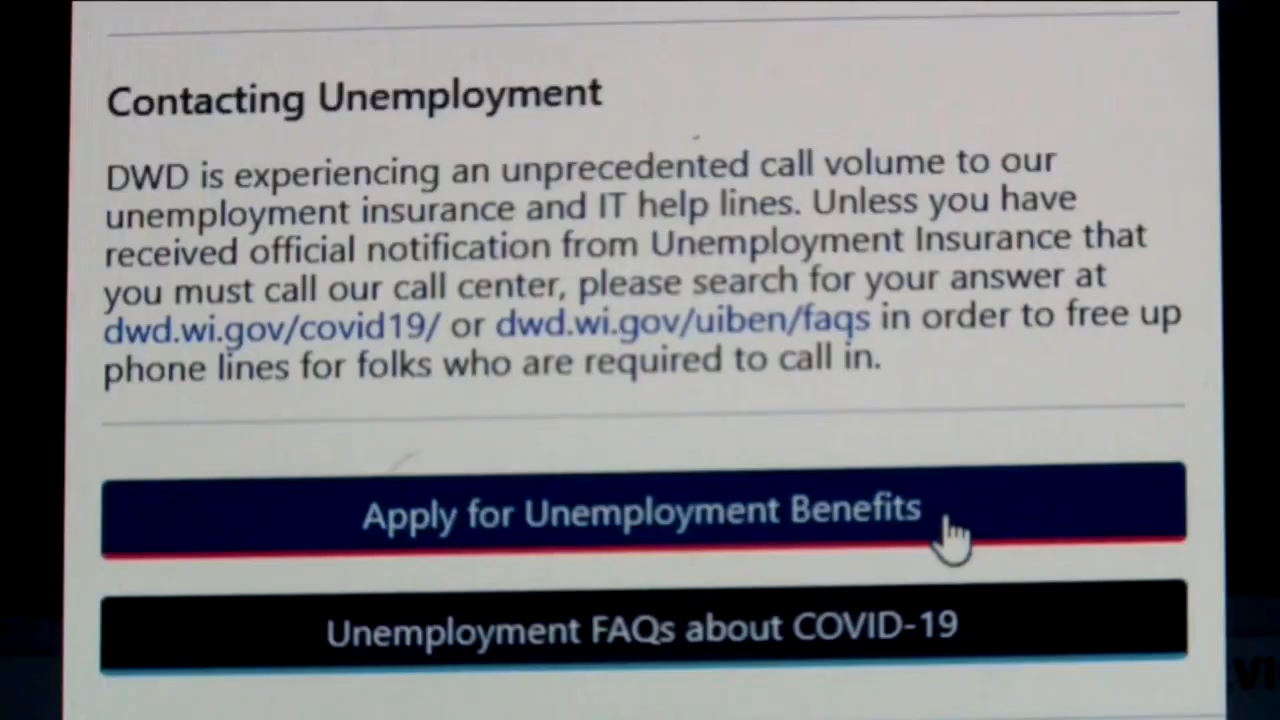 Contacting Unemployment
DWD is experiencing an unprecedented call volume to our
unemployment insurance and IT help lines. Unless you have
received official notification from Unemployment Insurance that
you must call our call center, please search for your answer at
dwd.wi.gov/covid19/ or dwd.wi.gov/uiben/faqs in order to free up
phone lines for folks who are required to call in.
Apply for Unemployment Benefits
Unemployment FAQs about COVID-19